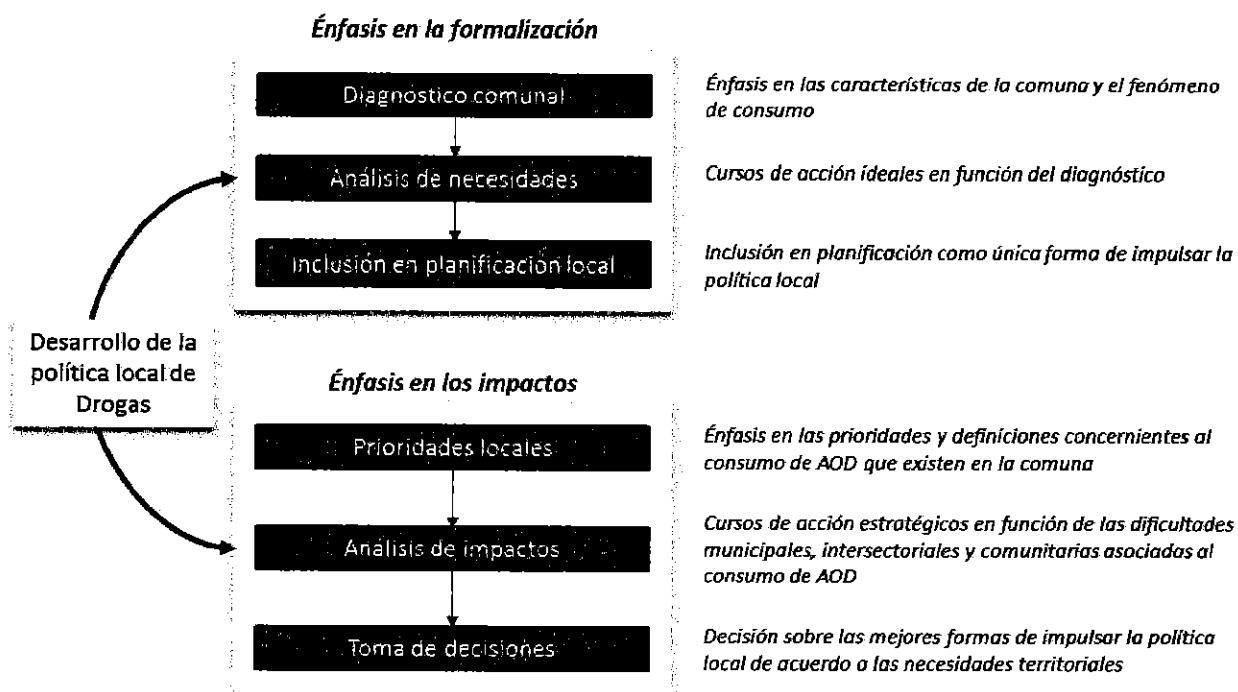 Énfasis en la formalización
Diagnóstico comunal
Énfasis en las características de la comuna y el fenómeno
de consumo
Análisis de necesidades
Cursos de acción ideales en función del diagnóstico
Inclusión en planificación local
Inclusión en planificación como única forma de impulsar la
política local
Desarrollo de la
política local de
Drogas
Énfasis en los impactos
Prioridades locales
Énfasis en las prioridades y definiciones concernientes al
consumo de AOD que existen en la comuna
Análisis de impactos
Cursos de acción estratégicos en función de las dificultades
municipales, intersectoriales y comunitarias asociadas al
consumo de AOD
Toma de decisiones
Decisión sobre las mejores formas de impulsar la política
local de acuerdo a las necesidades territoriales